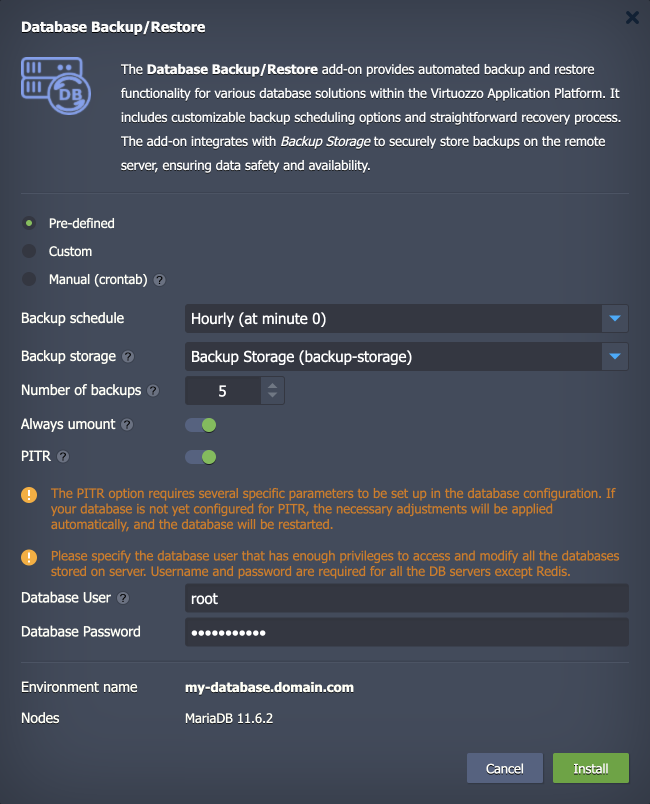 Database Backup/Restore
DB
The Database Backup/Restore add-on provides automated backup and restore
functionality for various database solutions within the Virtuozzo Application Platform. It
includes customizable backup scheduling options and straightforward recovery process.
The add-on integrates with Backup Storage to securely store backups on the remote
server, ensuring data safety and availability.
Pre-defined
Custom
Manual (crontab) ?
Backup schedule Hourly (at minute 0)
Backup storage ? Backup Storage (backup-storage)
Number of backups ? 5
Always umount ?
PITR ?
! The PITR option requires several specific parameters to be set up in the database configuration. If
your database is not yet configured for PITR, the necessary adjustments will be applied
automatically, and the database will be restarted.
! Please specify the database user that has enough privileges to access and modify all the databases
stored on server. Username and password are required for all the DB servers except Redis.
Database User ? root
Database Password •••••••••••
Environment name my-database.domain.com
Nodes MariaDB 11.6.2
Cancel Install